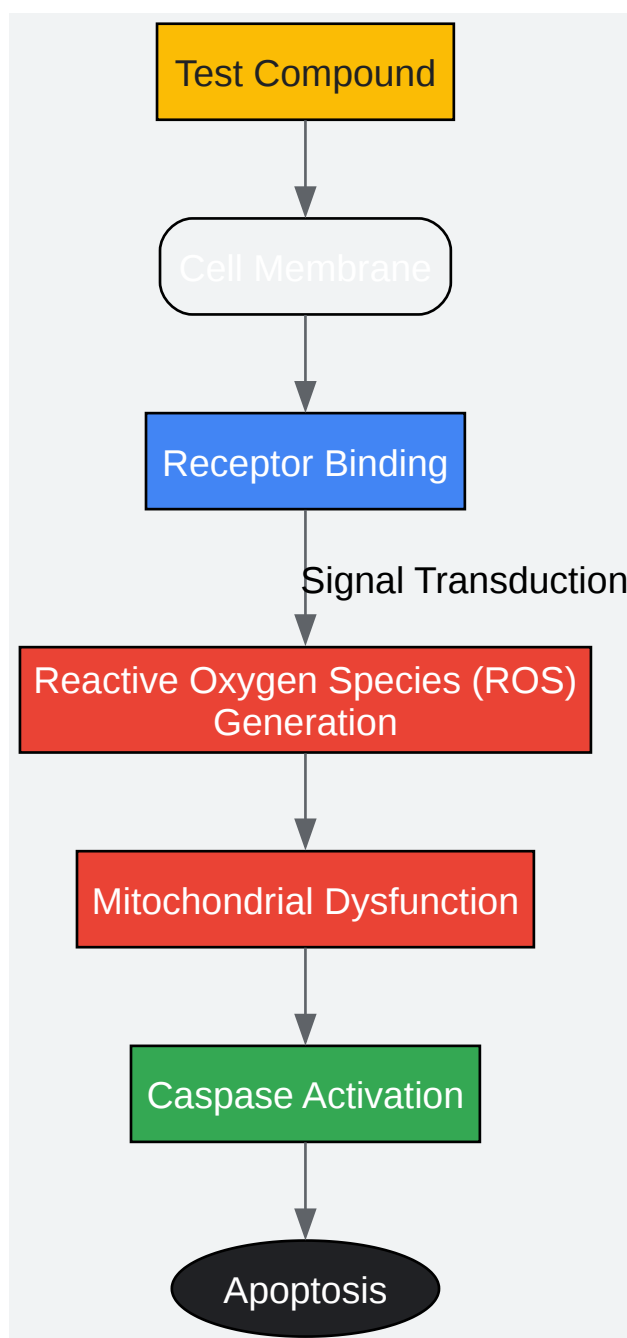 Test Compound
Cell Membrane
Receptor Binding
Signal Transduction
Reactive Oxygen Species (ROS)
Generation
Mitochondrial Dysfunction
Caspase Activation
Apoptosis